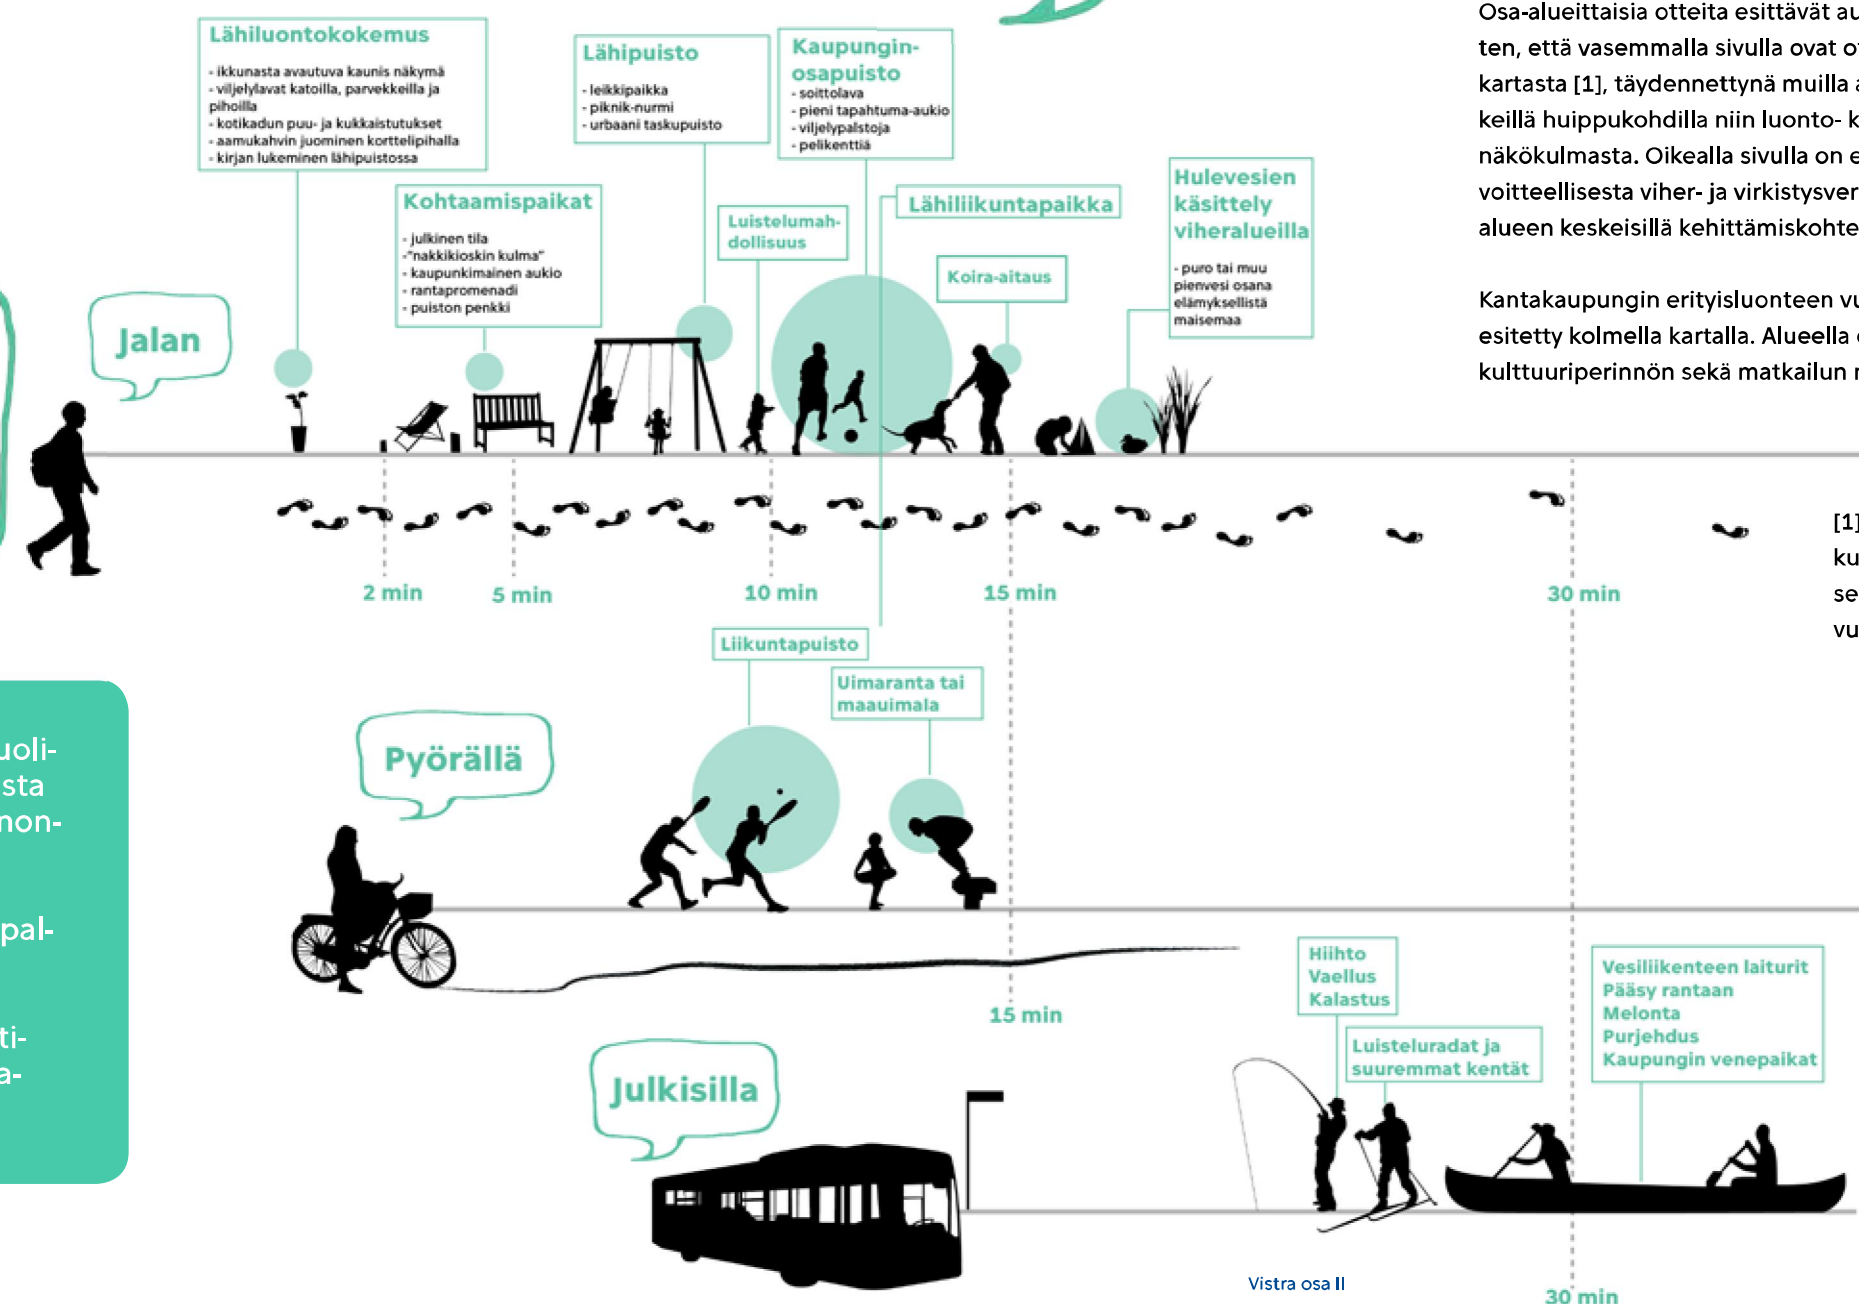 Lähiluontokokemus
- ikkunasta avautuva kaunis näkymä
- viljelylavat katoilla, parvekkeilla ja
pihoilla
- kotikadun puu- ja kukkaistutukset
- aamukahvin juominen korttelipihalla
- kirjan lukeminen lähipuistossa
Kohtaamispaikat
- julkinen tila
-"nakkikioskin kulma"
- kaupunkimainen aukio
- rantapromenadi
- puiston penkki
Lähipuisto
- leikkipaikka
- piknik-nurmi
- urbaani taskupuisto
Luistelumah-
dollisuus
Kaupungin-
osapuisto
- soittolava
- pieni tapahtuma-aukio
- viljelypalstoja
- pelikenttiä
Lähiliikuntapaikka
Koira-aitaus
Hulevesien
käsittely
viheralueilla
- puro tai muu
pienvesi osana
elämyksellistä
maisemaa
Jalan
2 min
5 min
10 min
15 min
30 min
Liikuntapuisto
Uimaranta tai
maauimala
Pyörällä
15 min
Hiihto
Vaellus
Kalastus
Luisteluradat ja
suuremmat kentät
Vesiliikenteen laiturit
Pääsy rantaan
Melonta
Purjehdus
Kaupungin venepaikat
Julkisilla
30 min
Vistra osa II
Osa-alueittaisia otteita esittävät au
ten, että vasemmalla sivulla ovat ot
kartasta [1], täydennettynä muilla a
keillä huippukohdilla niin luonto- k
näkökulmasta. Oikealla sivulla on e
voitteellisesta viher- ja virkistysver
alueen keskeisillä kehittämiskohte
Kantakaupungin erityisluonteen vu
esitetty kolmella kartalla. Alueella
kulttuuriperinnön sekä matkailun
[1]
ku
se
vu
uoli-
sta
non-
pal-
ti-
a-